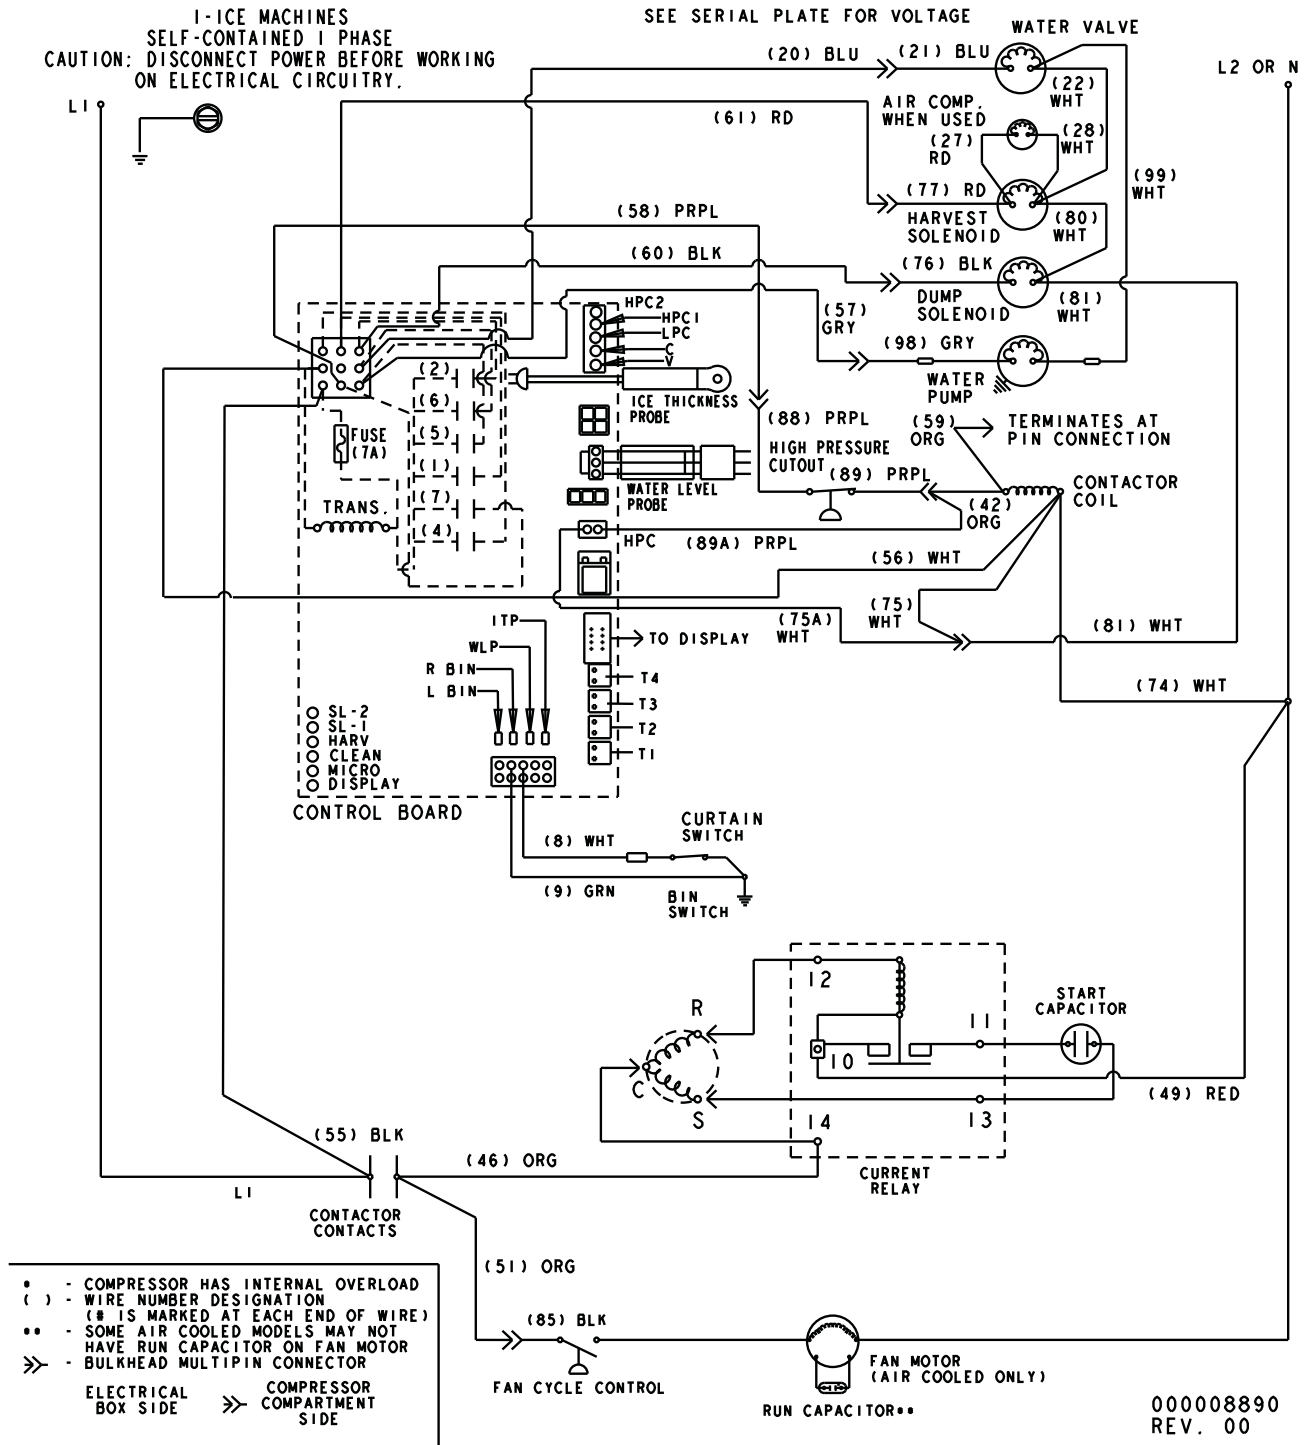 I-ICE MACHINES
SELF-CONTAINED I PHASE
CAUTION: DISCONNECT POWER BEFORE WORKING
ON ELECTRICAL CIRCUITRY.
SEE SERIAL PLATE FOR VOLTAGE
WATER VALVE
L1
L2 OR N
(20) BLU
(21) BLU
(22)
WHT
AIR COMP.
WHEN USED
(61) RD
(27)
RD
(28)
WHT
(99)
WHT
(77) RD
(58) PRPL
HARVEST
SOLENOID
(80)
WHT
(60) BLK
(76) BLK
DUMP
SOLENOID
(81)
WHT
HPC2
HPC1
LPC
C
V
(57)
GRY
(98) GRY
WATER
PUMP
(2)
(6)
(5)
(1)
(7)
(4)
FUSE
(7A)
TRANS.
ICE THICKNESS
PROBE
(88) PRPL
(59)
ORG
TERMINATES AT
PIN CONNECTION
HIGH PRESSURE
CUTOUT
(89) PRPL
WATER LEVEL
PROBE
CONTACTOR
COIL
(42)
ORG
HPC
(89A) PRPL
(56) WHT
(75)
WHT
(75A)
WHT
(81) WHT
ITP
WLP
R BIN
L BIN
TO DISPLAY
T4
T3
T2
T1
(74) WHT
SL-2
SL-1
HARV
CLEAN
MICRO
DISPLAY
CONTROL BOARD
CURTAIN
SWITCH
(8) WHT
(9) GRN
BIN
SWITCH
12
R
11
START
CAPACITOR
10
C
S
14
13
(49) RED
(55) BLK
(46) ORG
CURRENT
RELAY
L1
CONTACTOR
CONTACTS
(51) ORG
* - COMPRESSOR HAS INTERNAL OVERLOAD
( ) - WIRE NUMBER DESIGNATION
(# IS MARKED AT EACH END OF WIRE)
** - SOME AIR COOLED MODELS MAY NOT
HAVE RUN CAPACITOR ON FAN MOTOR
- BULKHEAD MULTIPIN CONNECTOR
ELECTRICAL
BOX SIDE
COMPRESSOR
COMPARTMENT
SIDE
(85) BLK
FAN CYCLE CONTROL
FAN MOTOR
(AIR COOLED ONLY)
RUN CAPACITOR**
000008890
REV. 00